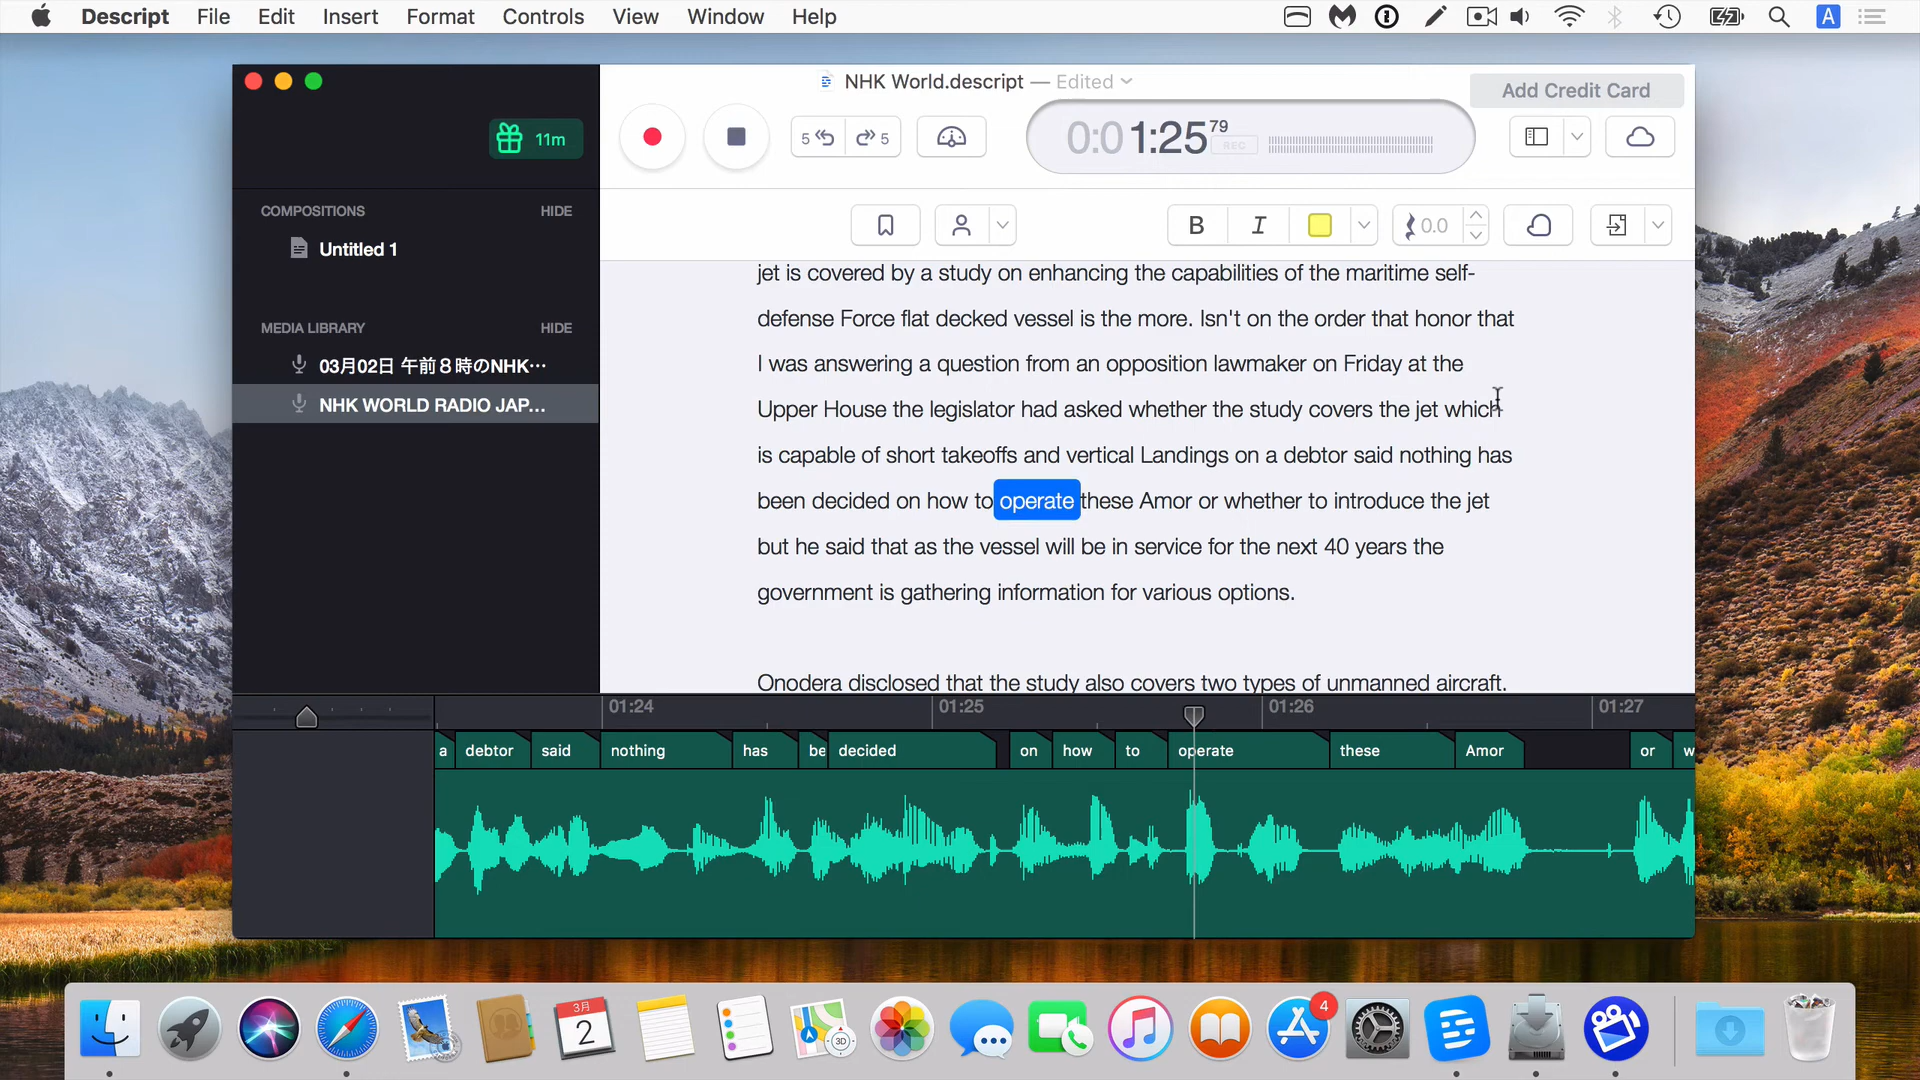 Descript File Edit Insert Format Controls View Window Help A
NHK World.descript — Edited
Add Credit Card
11m
5 5
0:01:25 79
REC
COMPOSITIONS HIDE
Untitled 1
B I 0.0
MEDIA LIBRARY HIDE
03月02日 午前８時のNHK…
NHK WORLD RADIO JAP…
jet is covered by a study on enhancing the capabilities of the maritime self-
defense Force flat decked vessel is the more. Isn't on the order that honor that
I was answering a question from an opposition lawmaker on Friday at the
Upper House the legislator had asked whether the study covers the jet which
is capable of short takeoffs and vertical Landings on a debtor said nothing has
been decided on how to operate these Amor or whether to introduce the jet
but he said that as the vessel will be in service for the next 40 years the
government is gathering information for various options.
Onodera disclosed that the study also covers two types of unmanned aircraft.
01:24 01:25 01:26 01:27
a debtor said nothing has be decided on how to operate these Amor or w
3月
2
3D
4